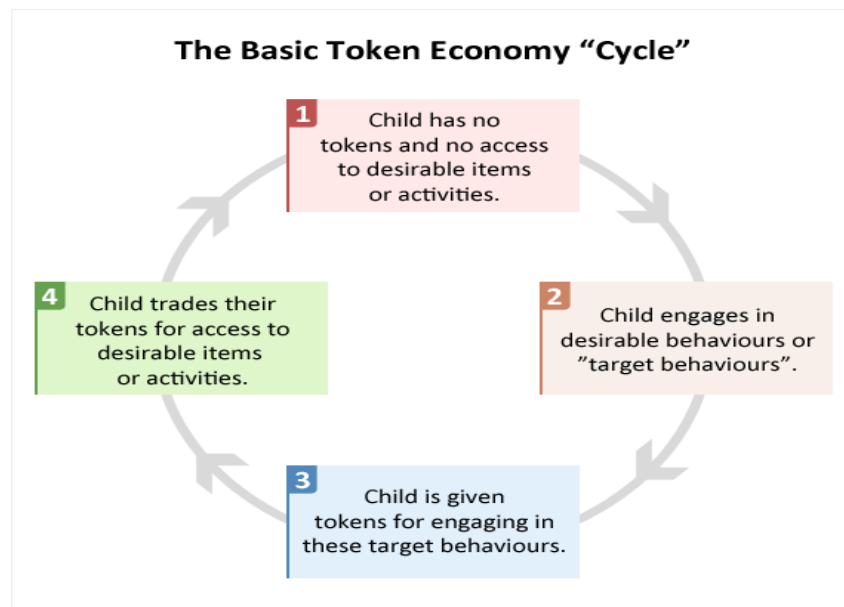 The Basic Token Economy “Cycle”
1
Child has no
tokens and no access
to desirable items
or activities.
2
Child engages in
desirable behaviours or
”target behaviours”.
3
Child is given
tokens for engaging in
these target behaviours.
4
Child trades their
tokens for access to
desirable items
or activities.